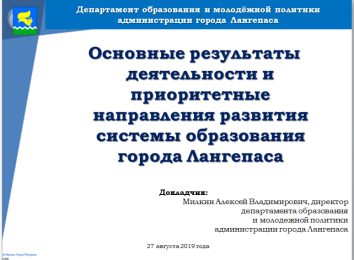 Департамент образования и молодёжной политики
администрации города Лангепаса
Основные результаты
деятельности и
приоритетные
направления развития
системы образования
города Лангепаса
Докладчик:
Милкин Алексей Владимирович, директор
департамента образования
и молодежной политики
администрации города Лангепаса
27 августа 2019 года